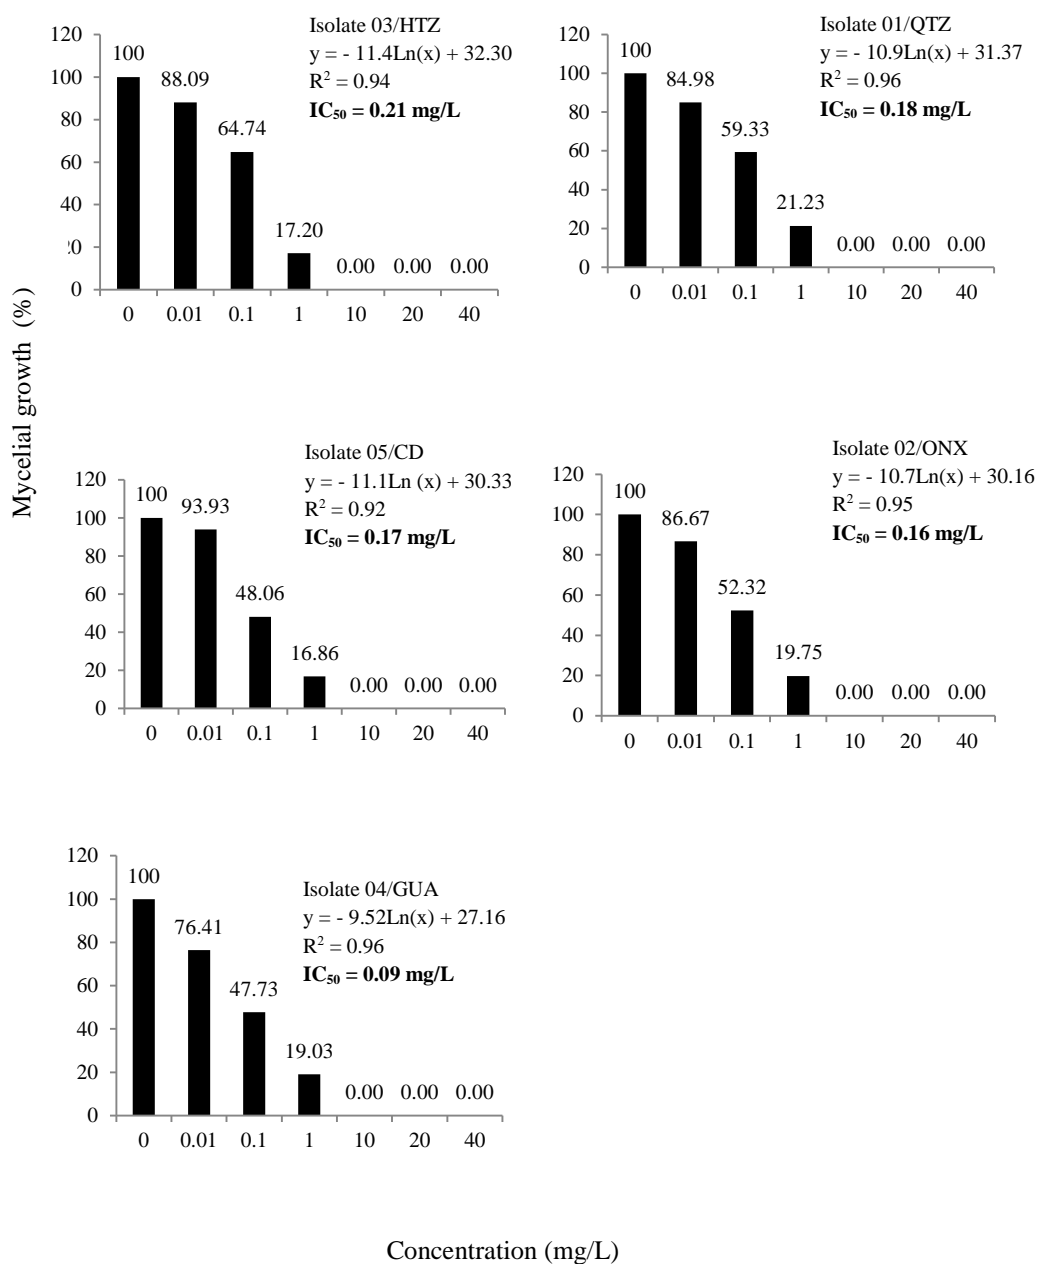 Mycelial growth (%)
Isolate 03/HTZ
y = - 11.4Ln(x) + 32.30
R² = 0.94
IC₅₀ = 0.21 mg/L
120
100
80
60
40
20
0
100
88.09
64.74
17.20
0.00 0.00 0.00
0 0.01 0.1 1 10 20 40
Isolate 01/QTZ
y = - 10.9Ln(x) + 31.37
R² = 0.96
IC₅₀ = 0.18 mg/L
120
100
80
60
40
20
0
100
84.98
59.33
21.23
0.00 0.00 0.00
0 0.01 0.1 1 10 20 40
Isolate 05/CD
y = - 11.1Ln (x) + 30.33
R² = 0.92
IC₅₀ = 0.17 mg/L
120
100
80
60
40
20
0
100
93.93
48.06
16.86
0.00 0.00 0.00
0 0.01 0.1 1 10 20 40
Isolate 02/ONX
y = - 10.7Ln(x) + 30.16
R² = 0.95
IC₅₀ = 0.16 mg/L
120
100
80
60
40
20
0
100
86.67
52.32
19.75
0.00 0.00 0.00
0 0.01 0.1 1 10 20 40
Isolate 04/GUA
y = - 9.52Ln(x) + 27.16
R² = 0.96
IC₅₀ = 0.09 mg/L
120
100
80
60
40
20
0
100
76.41
47.73
19.03
0.00 0.00 0.00
0 0.01 0.1 1 10 20 40
Concentration (mg/L)